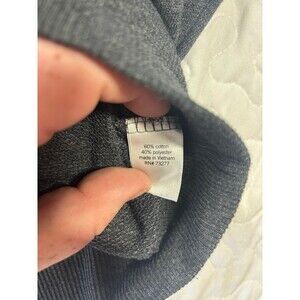 60% cotton
40% polyester
made in Vietnam
RN# 73277